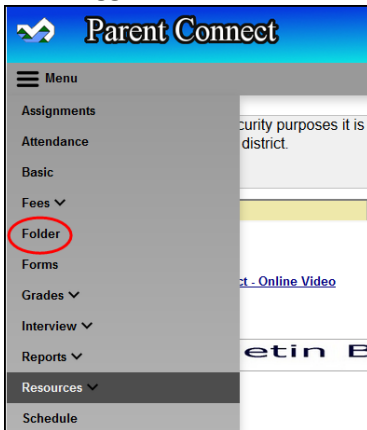 Parent Connect
Menu
Assignments
curity purposes it is
Attendance
district.
Basic
Fees
Folder
Forms
ct - Online Video
Grades
Interview
Reports
etin B
Resources
Schedule